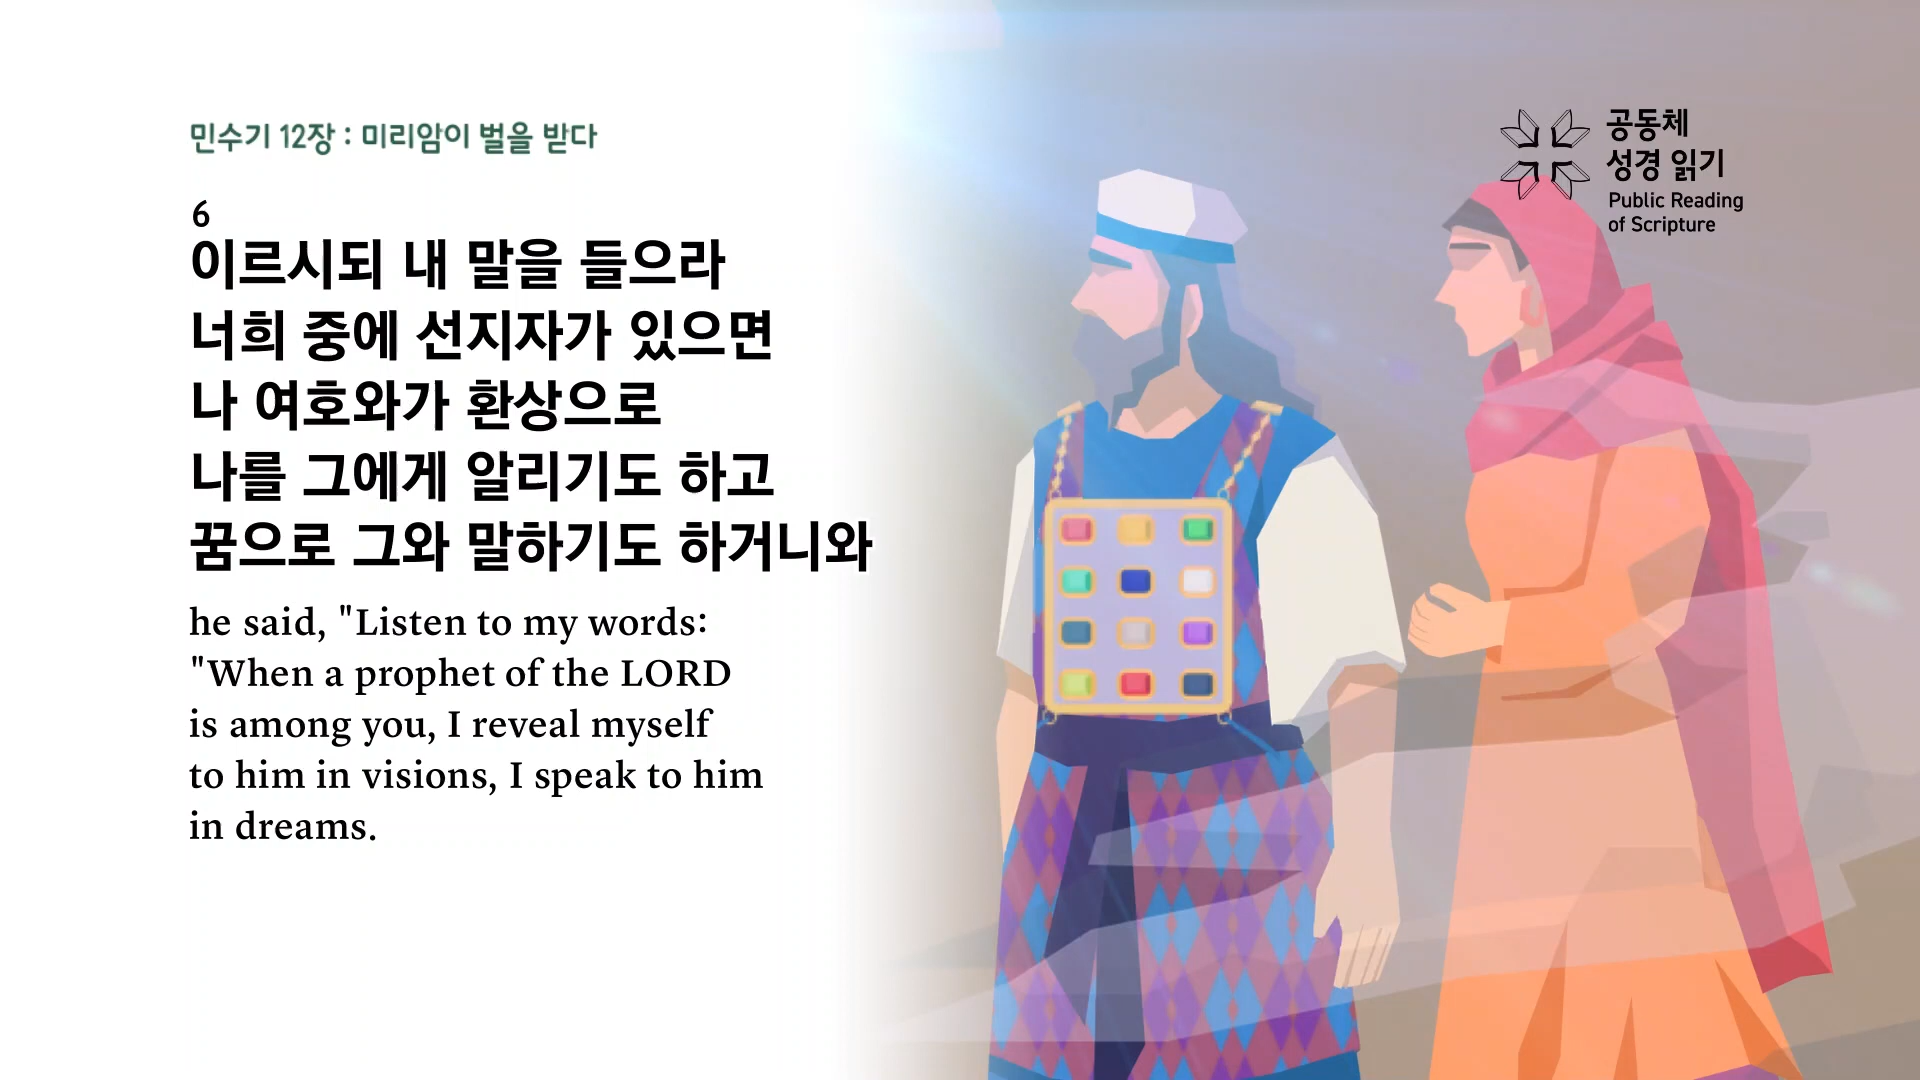 민수기 12장 : 미리암이 벌을 받다
6
이르시되 내 말을 들으라
너희 중에 선지자가 있으면
나 여호와가 환상으로
나를 그에게 알리기도 하고
꿈으로 그와 말하기도 하거니와
he said, "Listen to my words:
"When a prophet of the LORD
is among you, I reveal myself
to him in visions, I speak to him
in dreams.
공동체
성경 읽기
Public Reading
of Scripture